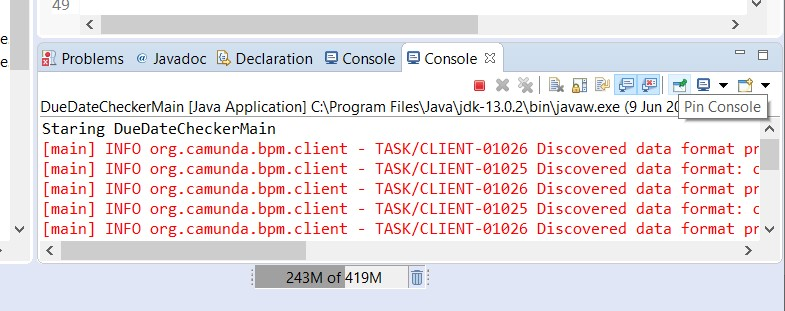 49
e
e
Problems @ Javadoc Declaration Console Console
DueDateCheckerMain [Java Application] C:\Program Files\Java\jdk-13.0.2\bin\javaw.exe (9 Jun 20
Pin Console
Staring DueDateCheckerMain
[main] INFO org.camunda.bpm.client - TASK/CLIENT-01026 Discovered data format pr
[main] INFO org.camunda.bpm.client - TASK/CLIENT-01025 Discovered data format: c
[main] INFO org.camunda.bpm.client - TASK/CLIENT-01026 Discovered data format pr
[main] INFO org.camunda.bpm.client - TASK/CLIENT-01025 Discovered data format: c
[main] INFO org.camunda.bpm.client - TASK/CLIENT-01026 Discovered data format pr
243M of 419M